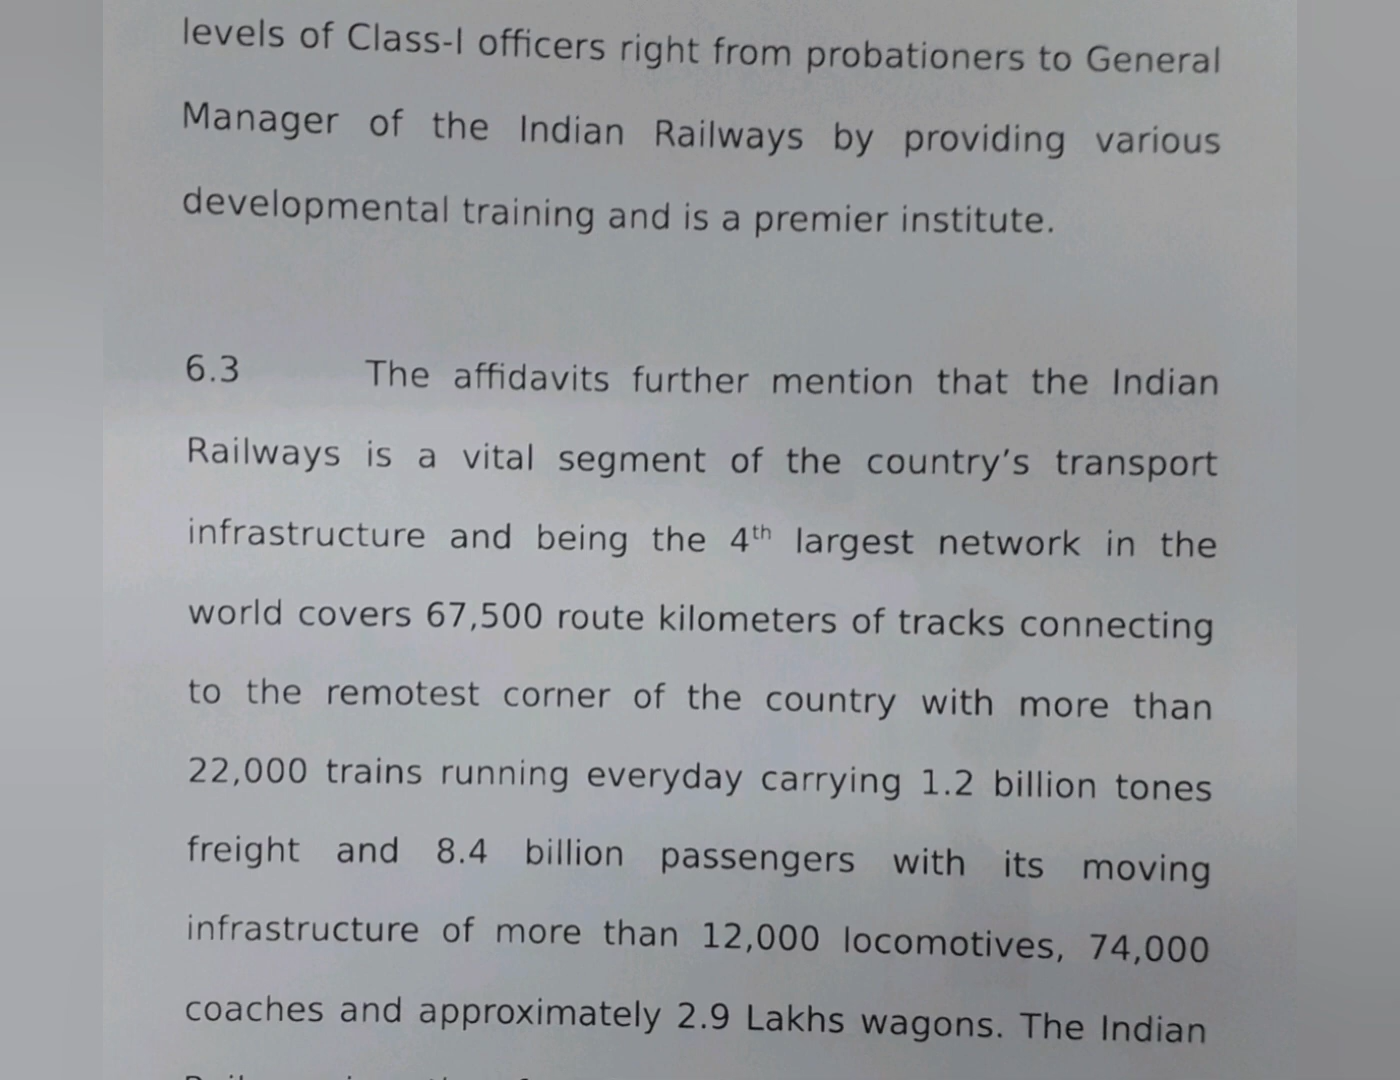 levels of Class-I officers right from probationers to General
Manager of the Indian Railways by providing various
developmental training and is a premier institute.
6.3 The affidavits further mention that the Indian
Railways is a vital segment of the country's transport
infrastructure and being the 4th largest network in the
world covers 67,500 route kilometers of tracks connecting
to the remotest corner of the country with more than
22,000 trains running everyday carrying 1.2 billion tones
freight and 8.4 billion passengers with its moving
infrastructure of more than 12,000 locomotives, 74,000
coaches and approximately 2.9 Lakhs wagons. The Indian